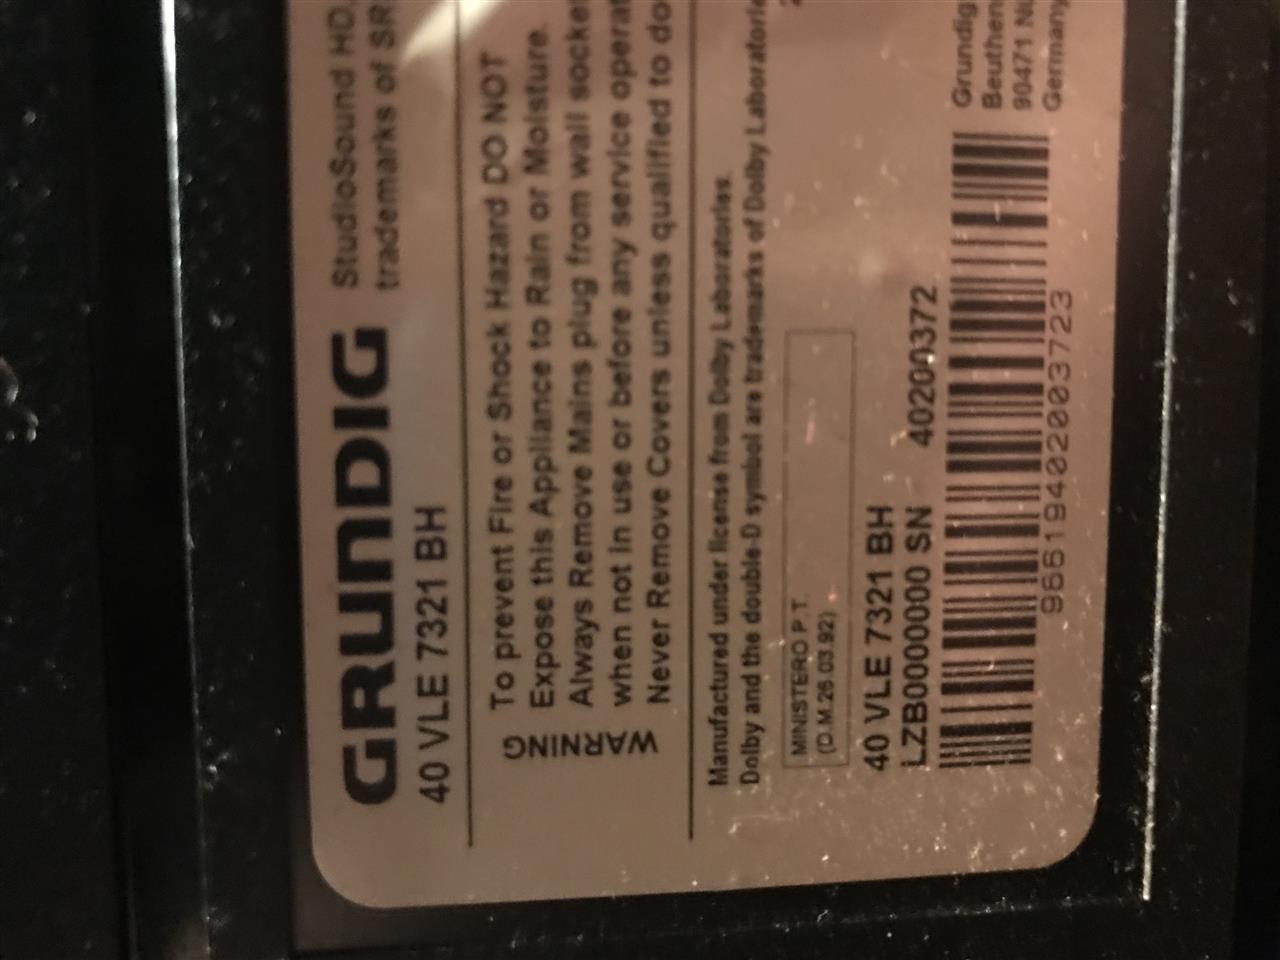 GRUNDIG
StudioSound HD,
trademarks of SR
40 VLE 7321 BH
WARNING
To prevent Fire or Shock Hazard DO NOT
Expose this Appliance to Rain or Moisture.
Always Remove Mains plug from wall socke
when not in use or before any service operat
Never Remove Covers unless qualified to do
Manufactured under license from Dolby Laboratories.
Dolby and the double-D symbol are trademarks of Dolby Laboratorie
MINISTERO P.T.
(D.M.26.03.92)
40 VLE 7321 BH
LZB000000 SN 40200372
96619402003723
Grundig
Beuthen
90471 Nü
Germany